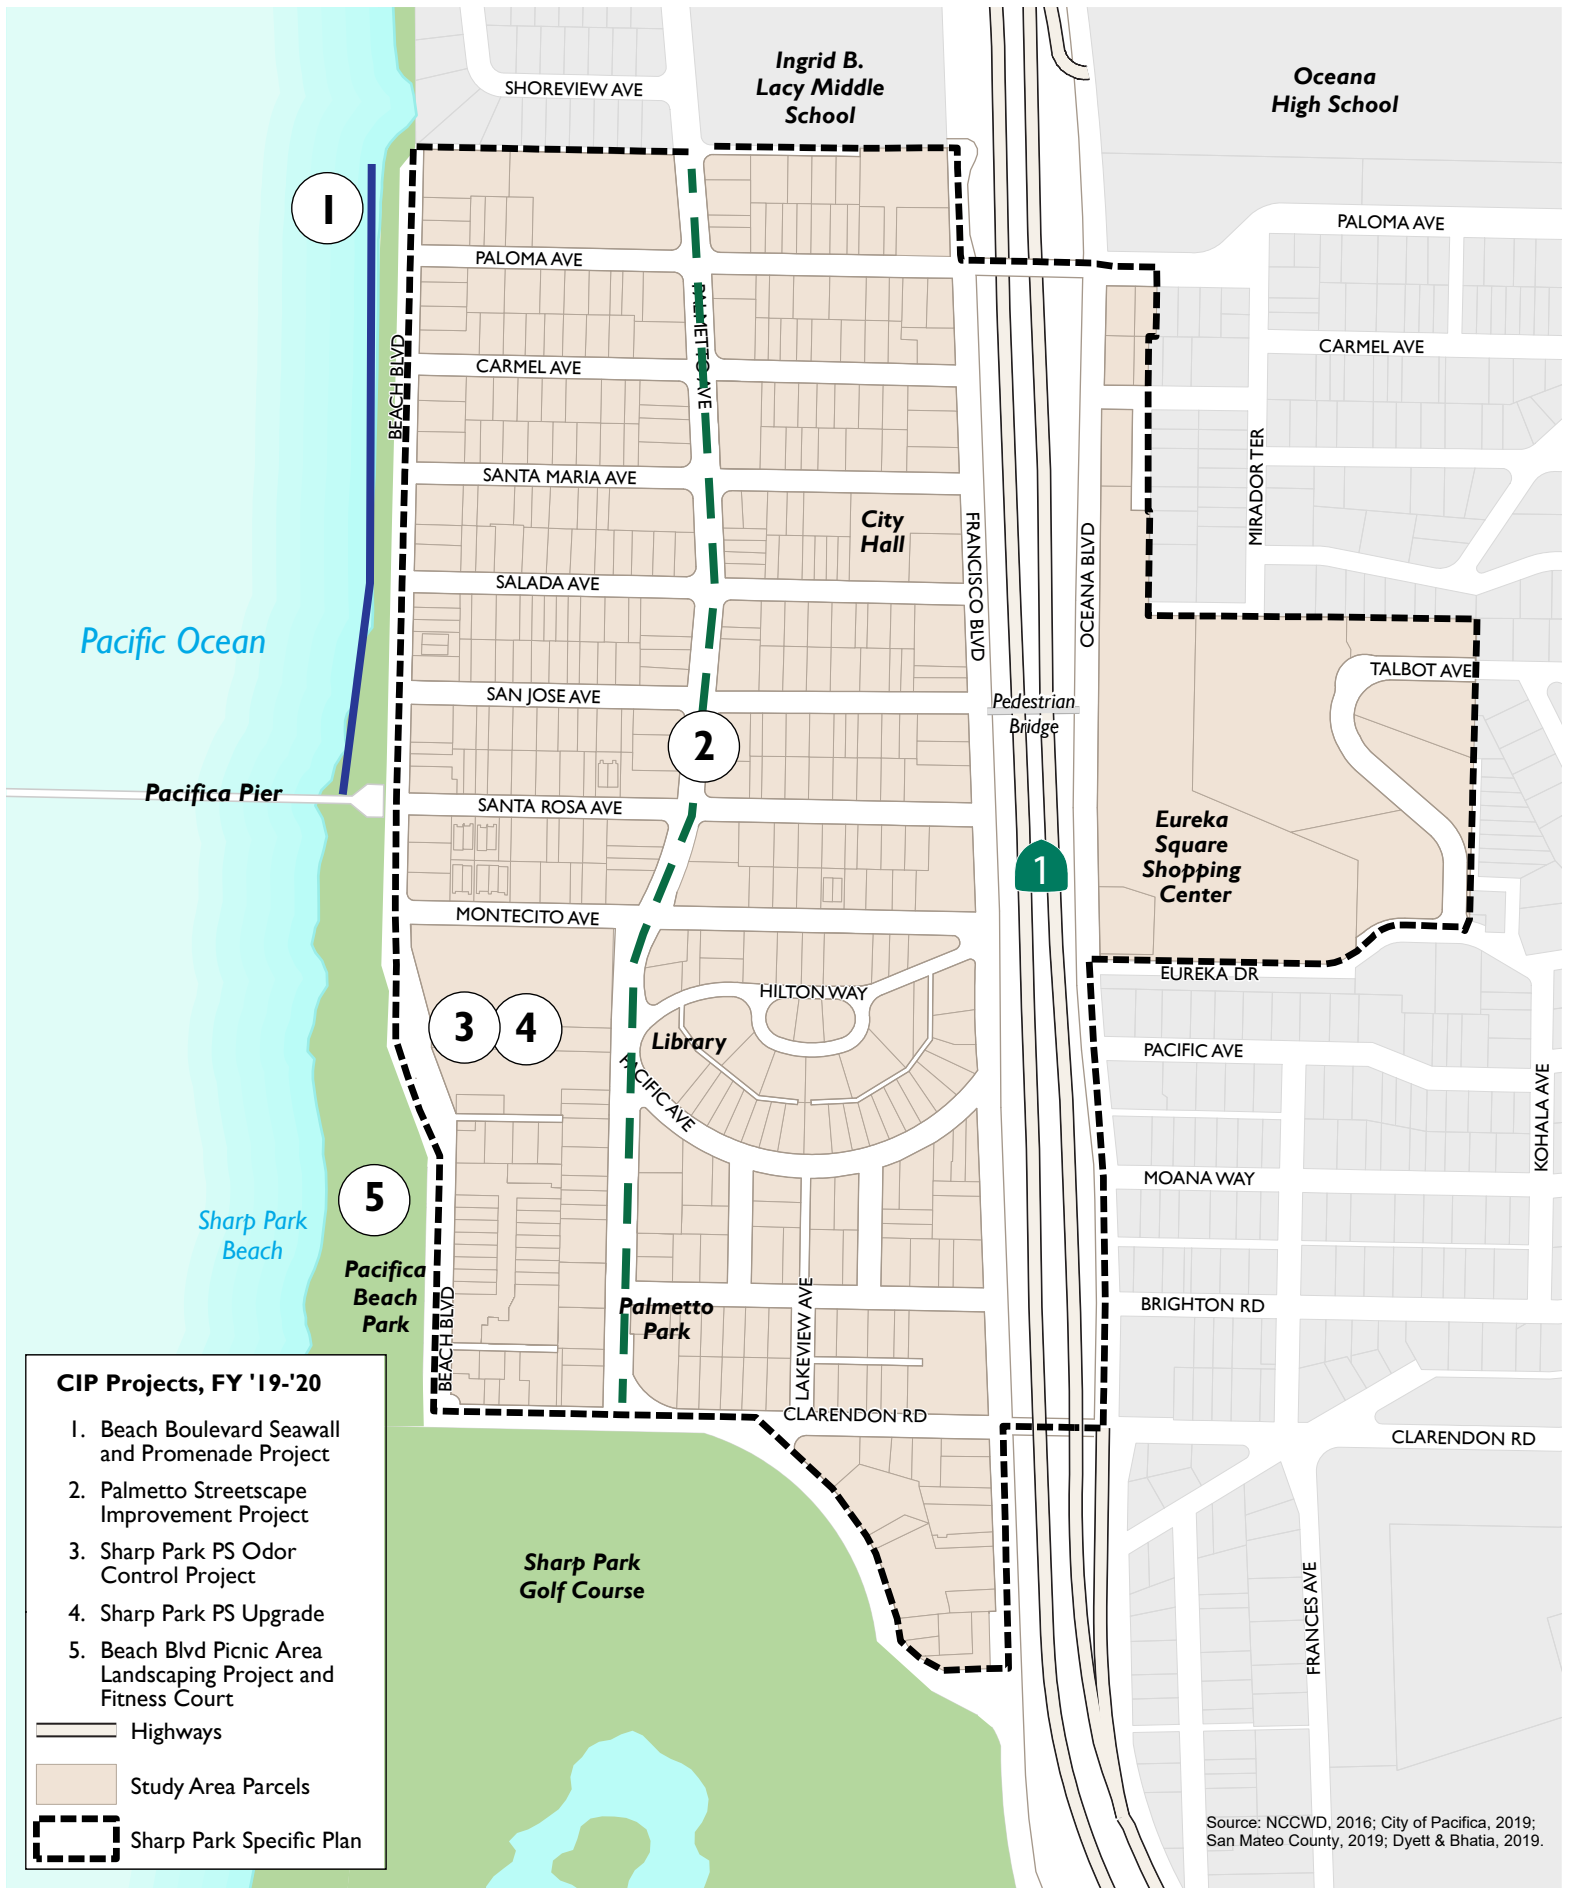 Ingrid B.
Lacy Middle
School
Oceana
High School
SHOREVIEW AVE
1
PALOMA AVE
PALOMA AVE
PALMETTO AVE
BEACH BLVD
CARMEL AVE
CARMEL AVE
SANTA MARIA AVE
MIRADOR TER
City
Hall
FRANCISCO BLVD
OCEANA BLVD
SALADA AVE
Pacific Ocean
TALBOT AVE
SAN JOSE AVE
Pedestrian
Bridge
2
Pacifica Pier
SANTA ROSA AVE
Eureka
Square
Shopping
Center
1
MONTECITO AVE
EUREKA DR
HILTON WAY
3
4
Library
PACIFIC AVE
PACIFIC AVE
KOHALA AVE
MOANA WAY
5
Sharp Park
Beach
Pacifica
Beach
Park
BEACH BLVD
Palmetto
Park
LAKEVIEW AVE
BRIGHTON RD
CLARENDON RD
CLARENDON RD
Sharp Park
Golf Course
FRANCES AVE
CIP Projects, FY '19-'20
1. Beach Boulevard Seawall
and Promenade Project
2. Palmetto Streetscape
Improvement Project
3. Sharp Park PS Odor
Control Project
4. Sharp Park PS Upgrade
5. Beach Blvd Picnic Area
Landscaping Project and
Fitness Court
Highways
Study Area Parcels
Sharp Park Specific Plan
Source: NCCWD, 2016; City of Pacifica, 2019;
San Mateo County, 2019; Dyett & Bhatia, 2019.